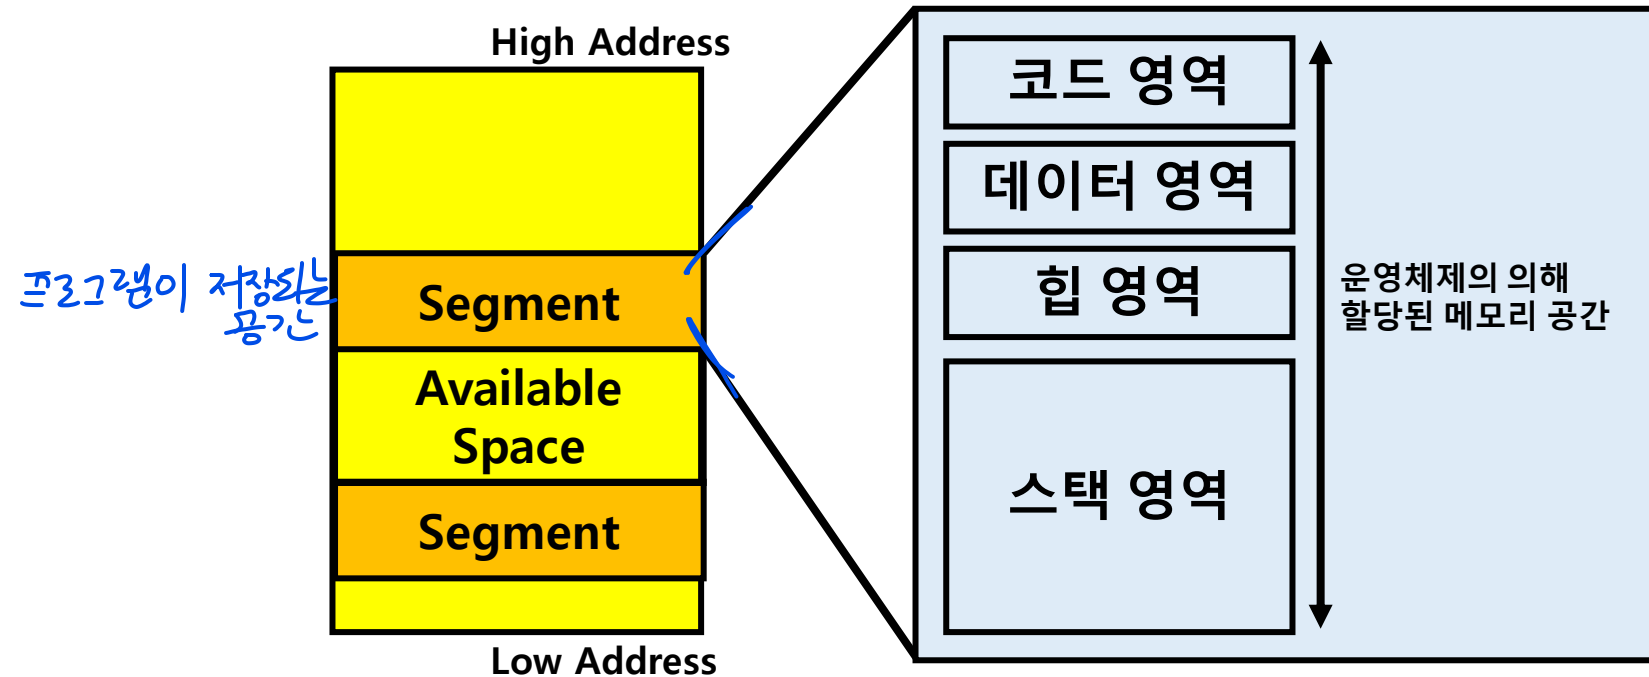 High Address
프로그램이 저장되는
공간
Segment
Available
Space
Segment
Low Address
코드 영역
데이터 영역
힙 영역
스택 영역
운영체제의 의해
할당된 메모리 공간